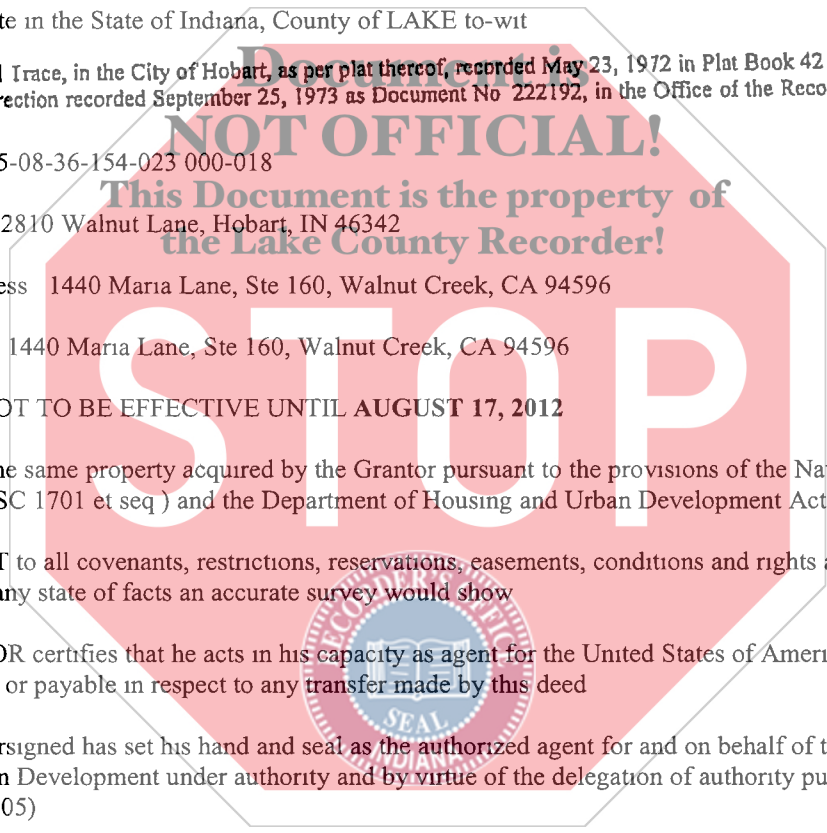 te in the State of Indiana, County of LAKE to-wit
Document is
l Trace, in the City of Hobart, as per plat thereof, recorded May 23, 1972 in Plat Book 42
rection recorded September 25, 1973 as Document No 222192, in the Office of the Reco
NOT OFFICIAL!
5-08-36-154-023 000-018
This Document is the property of
2810 Walnut Lane, Hobart, IN 46342
the Lake County Recorder!
ess 1440 Maria Lane, Ste 160, Walnut Creek, CA 94596
1440 Maria Lane, Ste 160, Walnut Creek, CA 94596
STOP
OT TO BE EFFECTIVE UNTIL AUGUST 17, 2012
he same property acquired by the Grantor pursuant to the provisions of the Na
SC 1701 et seq ) and the Department of Housing and Urban Development Act
T to all covenants, restrictions, reservations, easements, conditions and rights a
any state of facts an accurate survey would show
RECORDER'S OFFICE
OR certifies that he acts in his capacity as agent for the United States of Ameri
or payable in respect to any transfer made by this deed
SEAL
INDIANA
rsigned has set his hand and seal as the authorized agent for and on behalf of t
n Development under authority and by virtue of the delegation of authority pu
05)